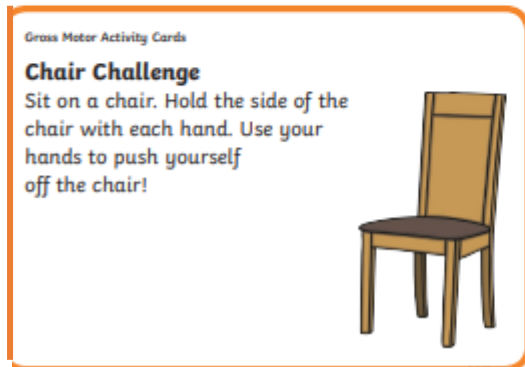 Gross Motor Activity Cards
Chair Challenge
Sit on a chair. Hold the side of the
chair with each hand. Use your
hands to push yourself
off the chair!